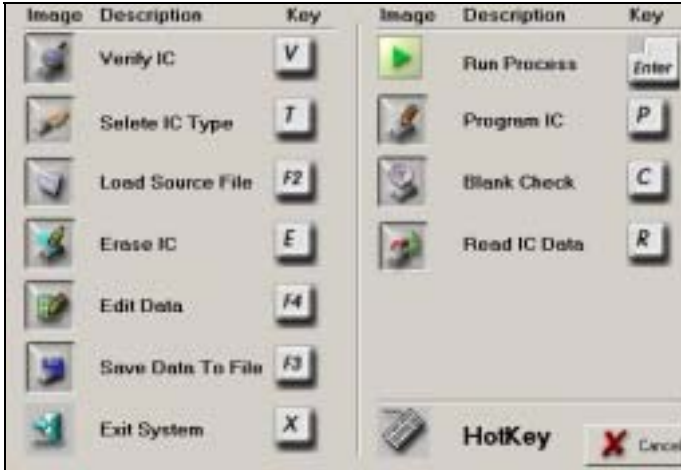 Image Description Key
Verify IC V
Selete IC Type T
Load Source File F2
Erase IC E
Edit Data F4
Save Data To File F3
Exit System X
Image Description Key
Run Process Enter
Program IC P
Blank Check C
Read IC Data R
HotKey Cancel